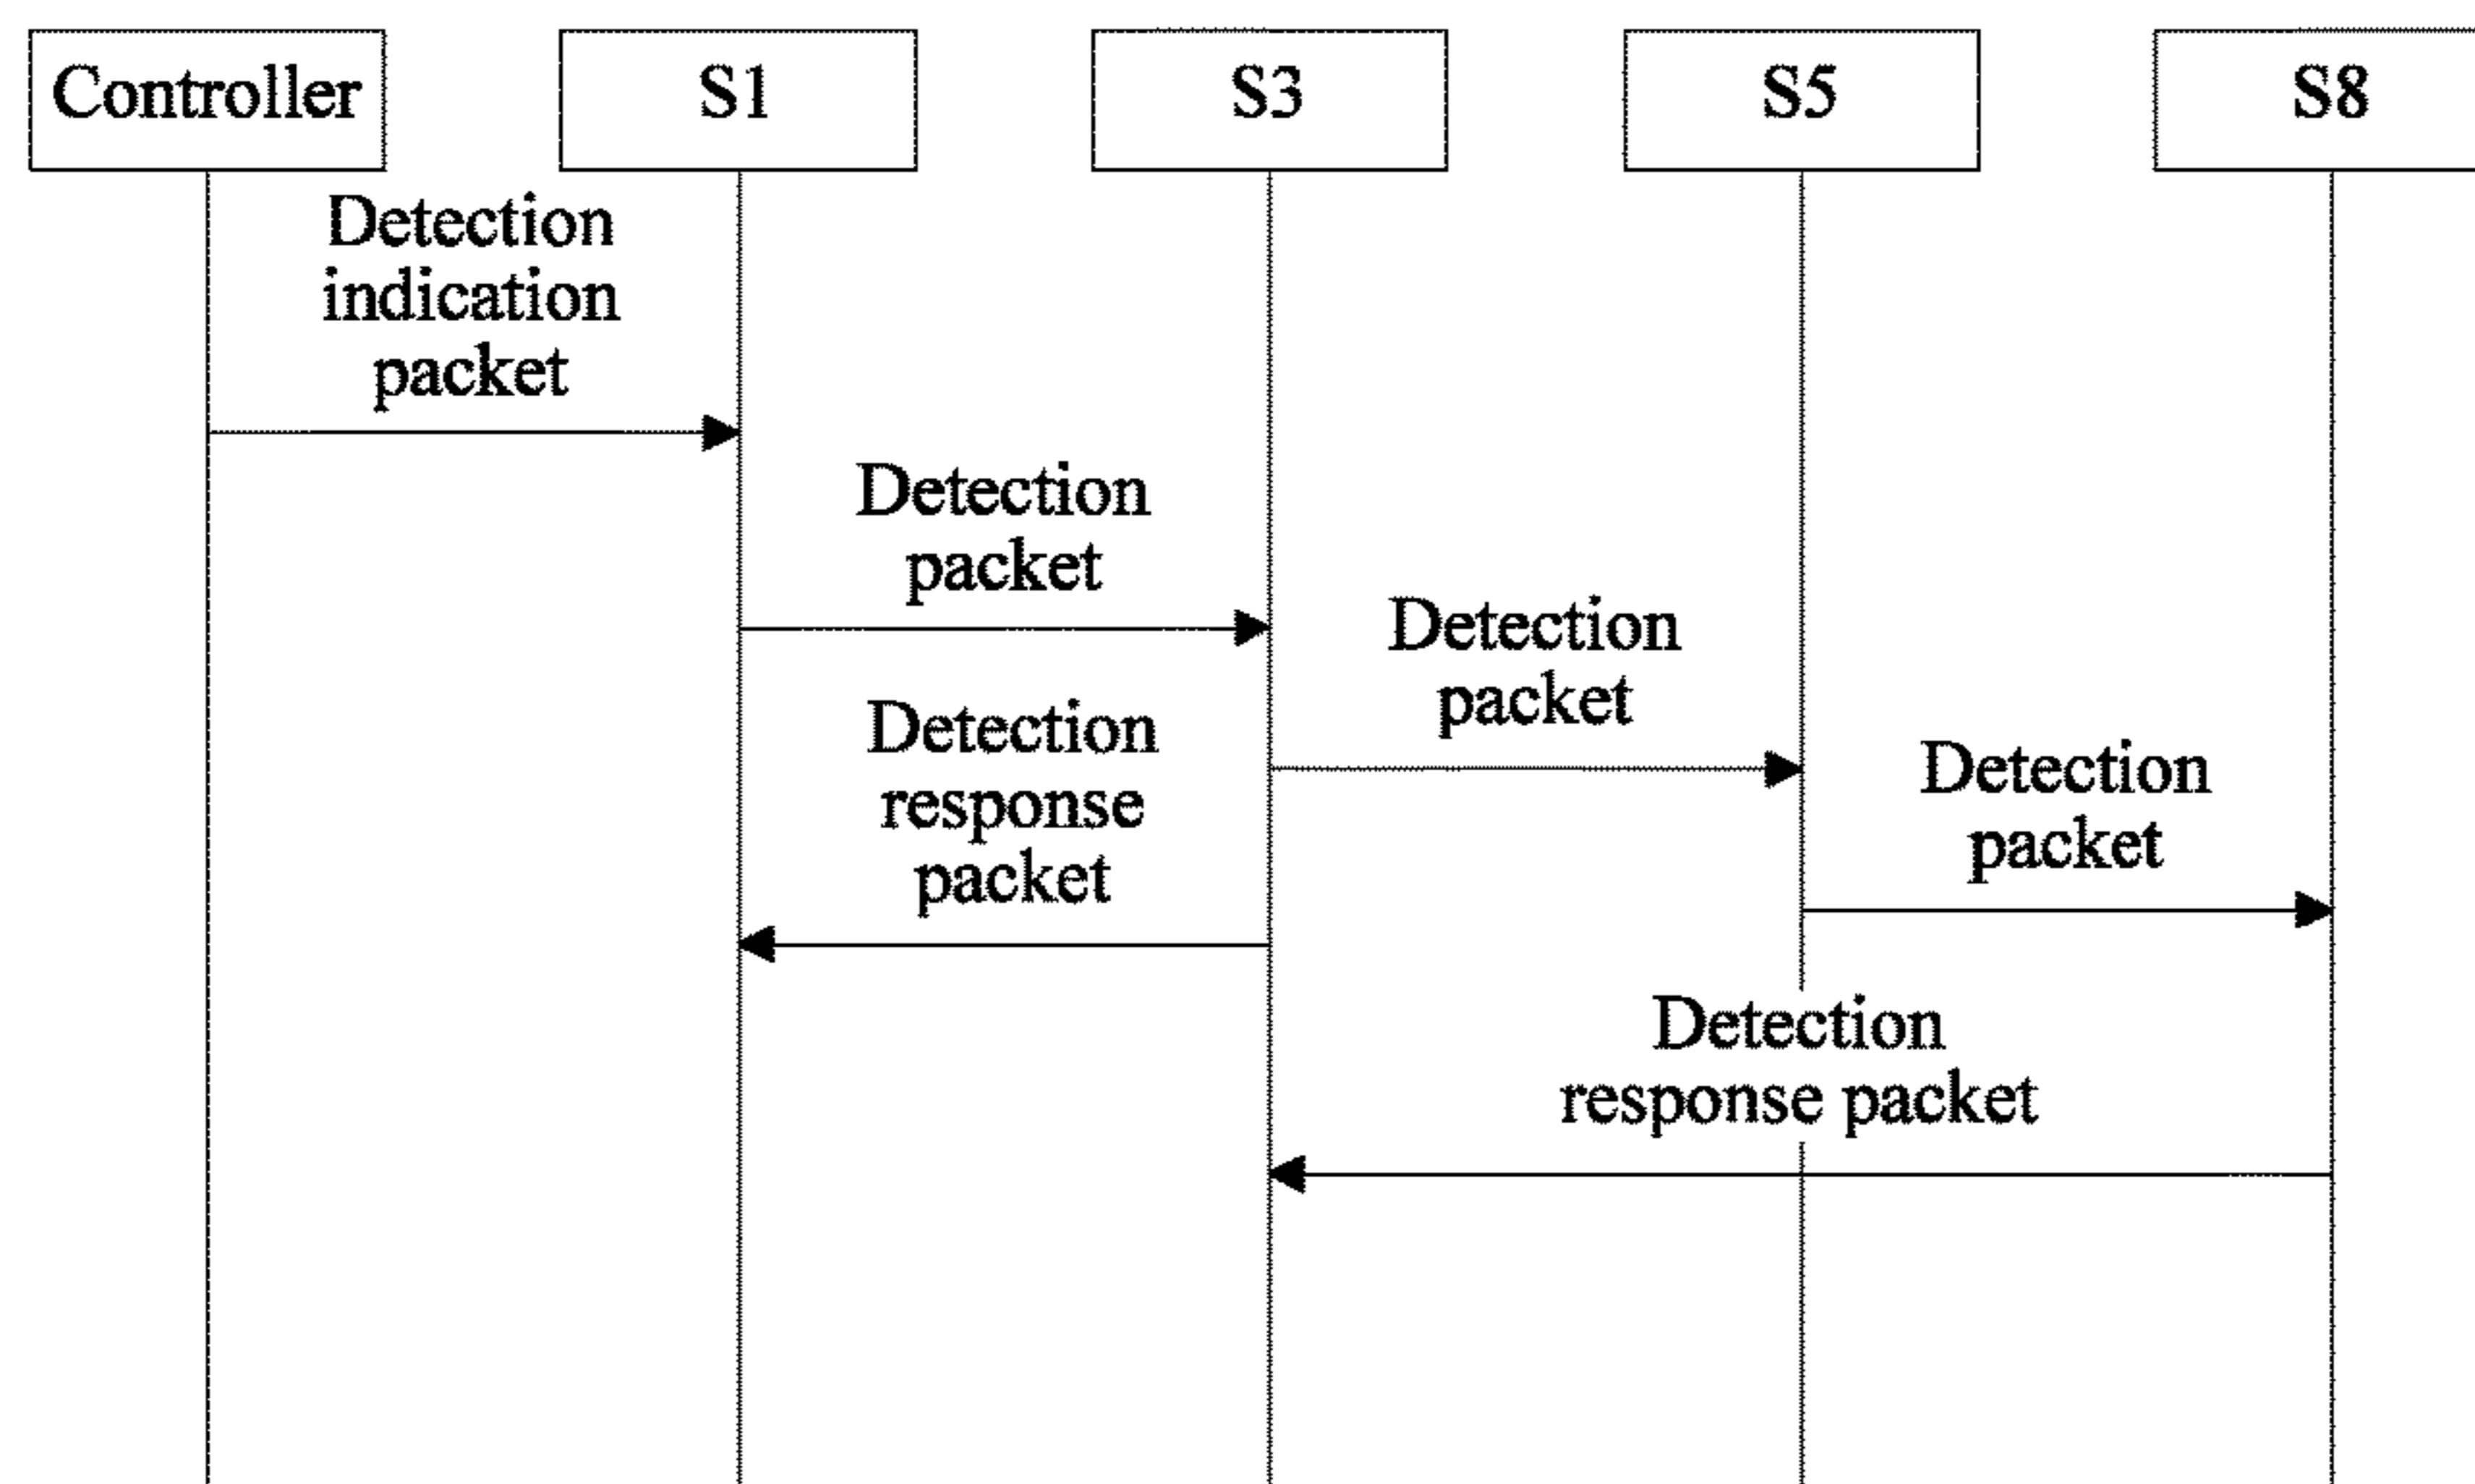 Controller
S1
S3
S5
S8
Detection
indication
packet
Detection
packet
Detection
packet
Detection
response
packet
Detection
packet
Detection
response packet